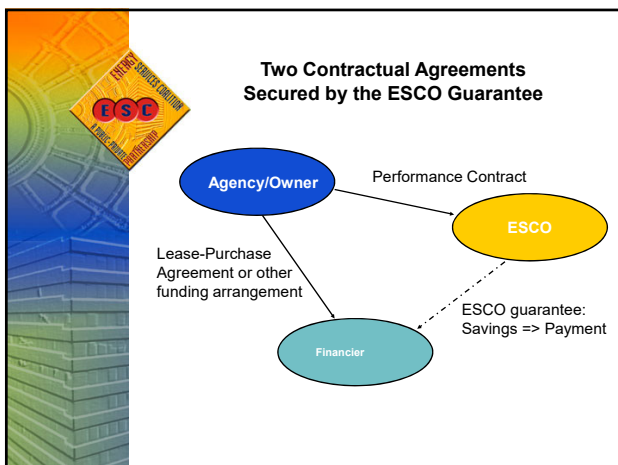 ENERGY
SERVICES COALITION
ESC
A PUBLIC-PRIVATE
PARTNERSHIP
Two Contractual Agreements
Secured by the ESCO Guarantee
Agency/Owner
Performance Contract
ESCO
Lease-Purchase
Agreement or other
funding arrangement
ESCO guarantee:
Savings => Payment
Financier